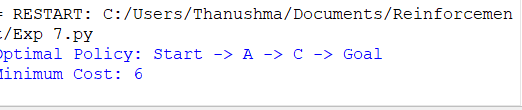 = RESTART: C:/Users/Thanushma/Documents/Reinforcemen
t/Exp 7.py
Optimal Policy: Start -> A -> C -> Goal
Minimum Cost: 6